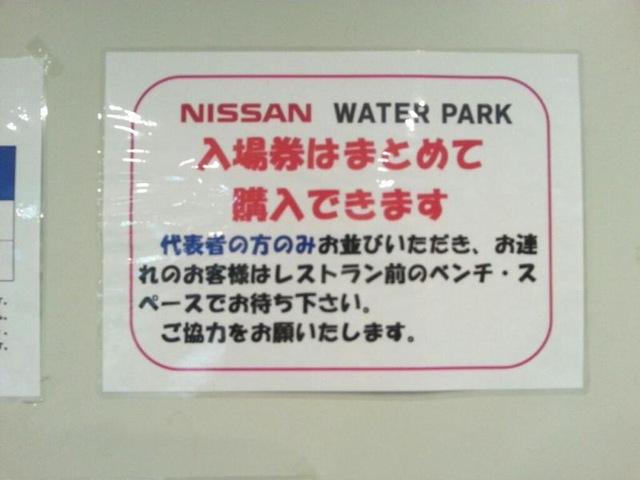 NISSAN WATER PARK
入場券はまとめて
購入できます
代表者の方のみお並びいただき、お連
れのお客様はレストラン前のベンチ・ス
ペースでお待ち下さい。
ご協力をお願いたします。